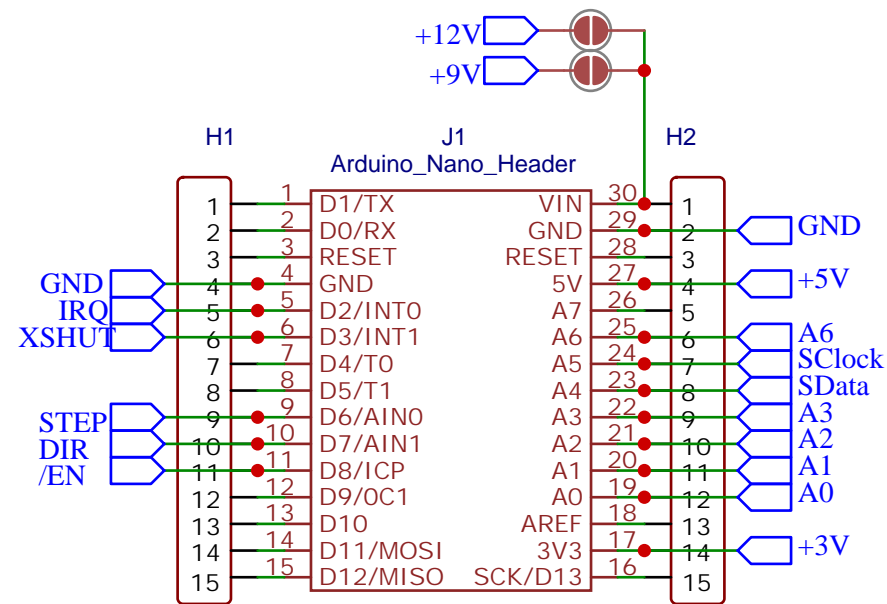 +12V
+9V
H1 J1 H2
Arduino_Nano_Header
1 1 D1/TX VIN 30 1
2 2 D0/RX GND 29 2 GND
3 3 RESET RESET 28 3
GND 4 4 GND 5V 27 4 +5V
IRQ 5 5 D2/INT0 A7 26 5
XSHUT 6 6 D3/INT1 A6 25 6 A6
7 7 D4/T0 A5 24 7 SClock
8 8 D5/T1 A4 23 8 SData
STEP 9 9 D6/AIN0 A3 22 9 A3
DIR 10 10 D7/AIN1 A2 21 10 A2
/EN 11 11 D8/ICP A1 20 11 A1
12 12 D9/0C1 A0 19 12 A0
13 13 D10 AREF 18 13
14 14 D11/MOSI 3V3 17 14 +3V
15 15 D12/MISO SCK/D13 16 15